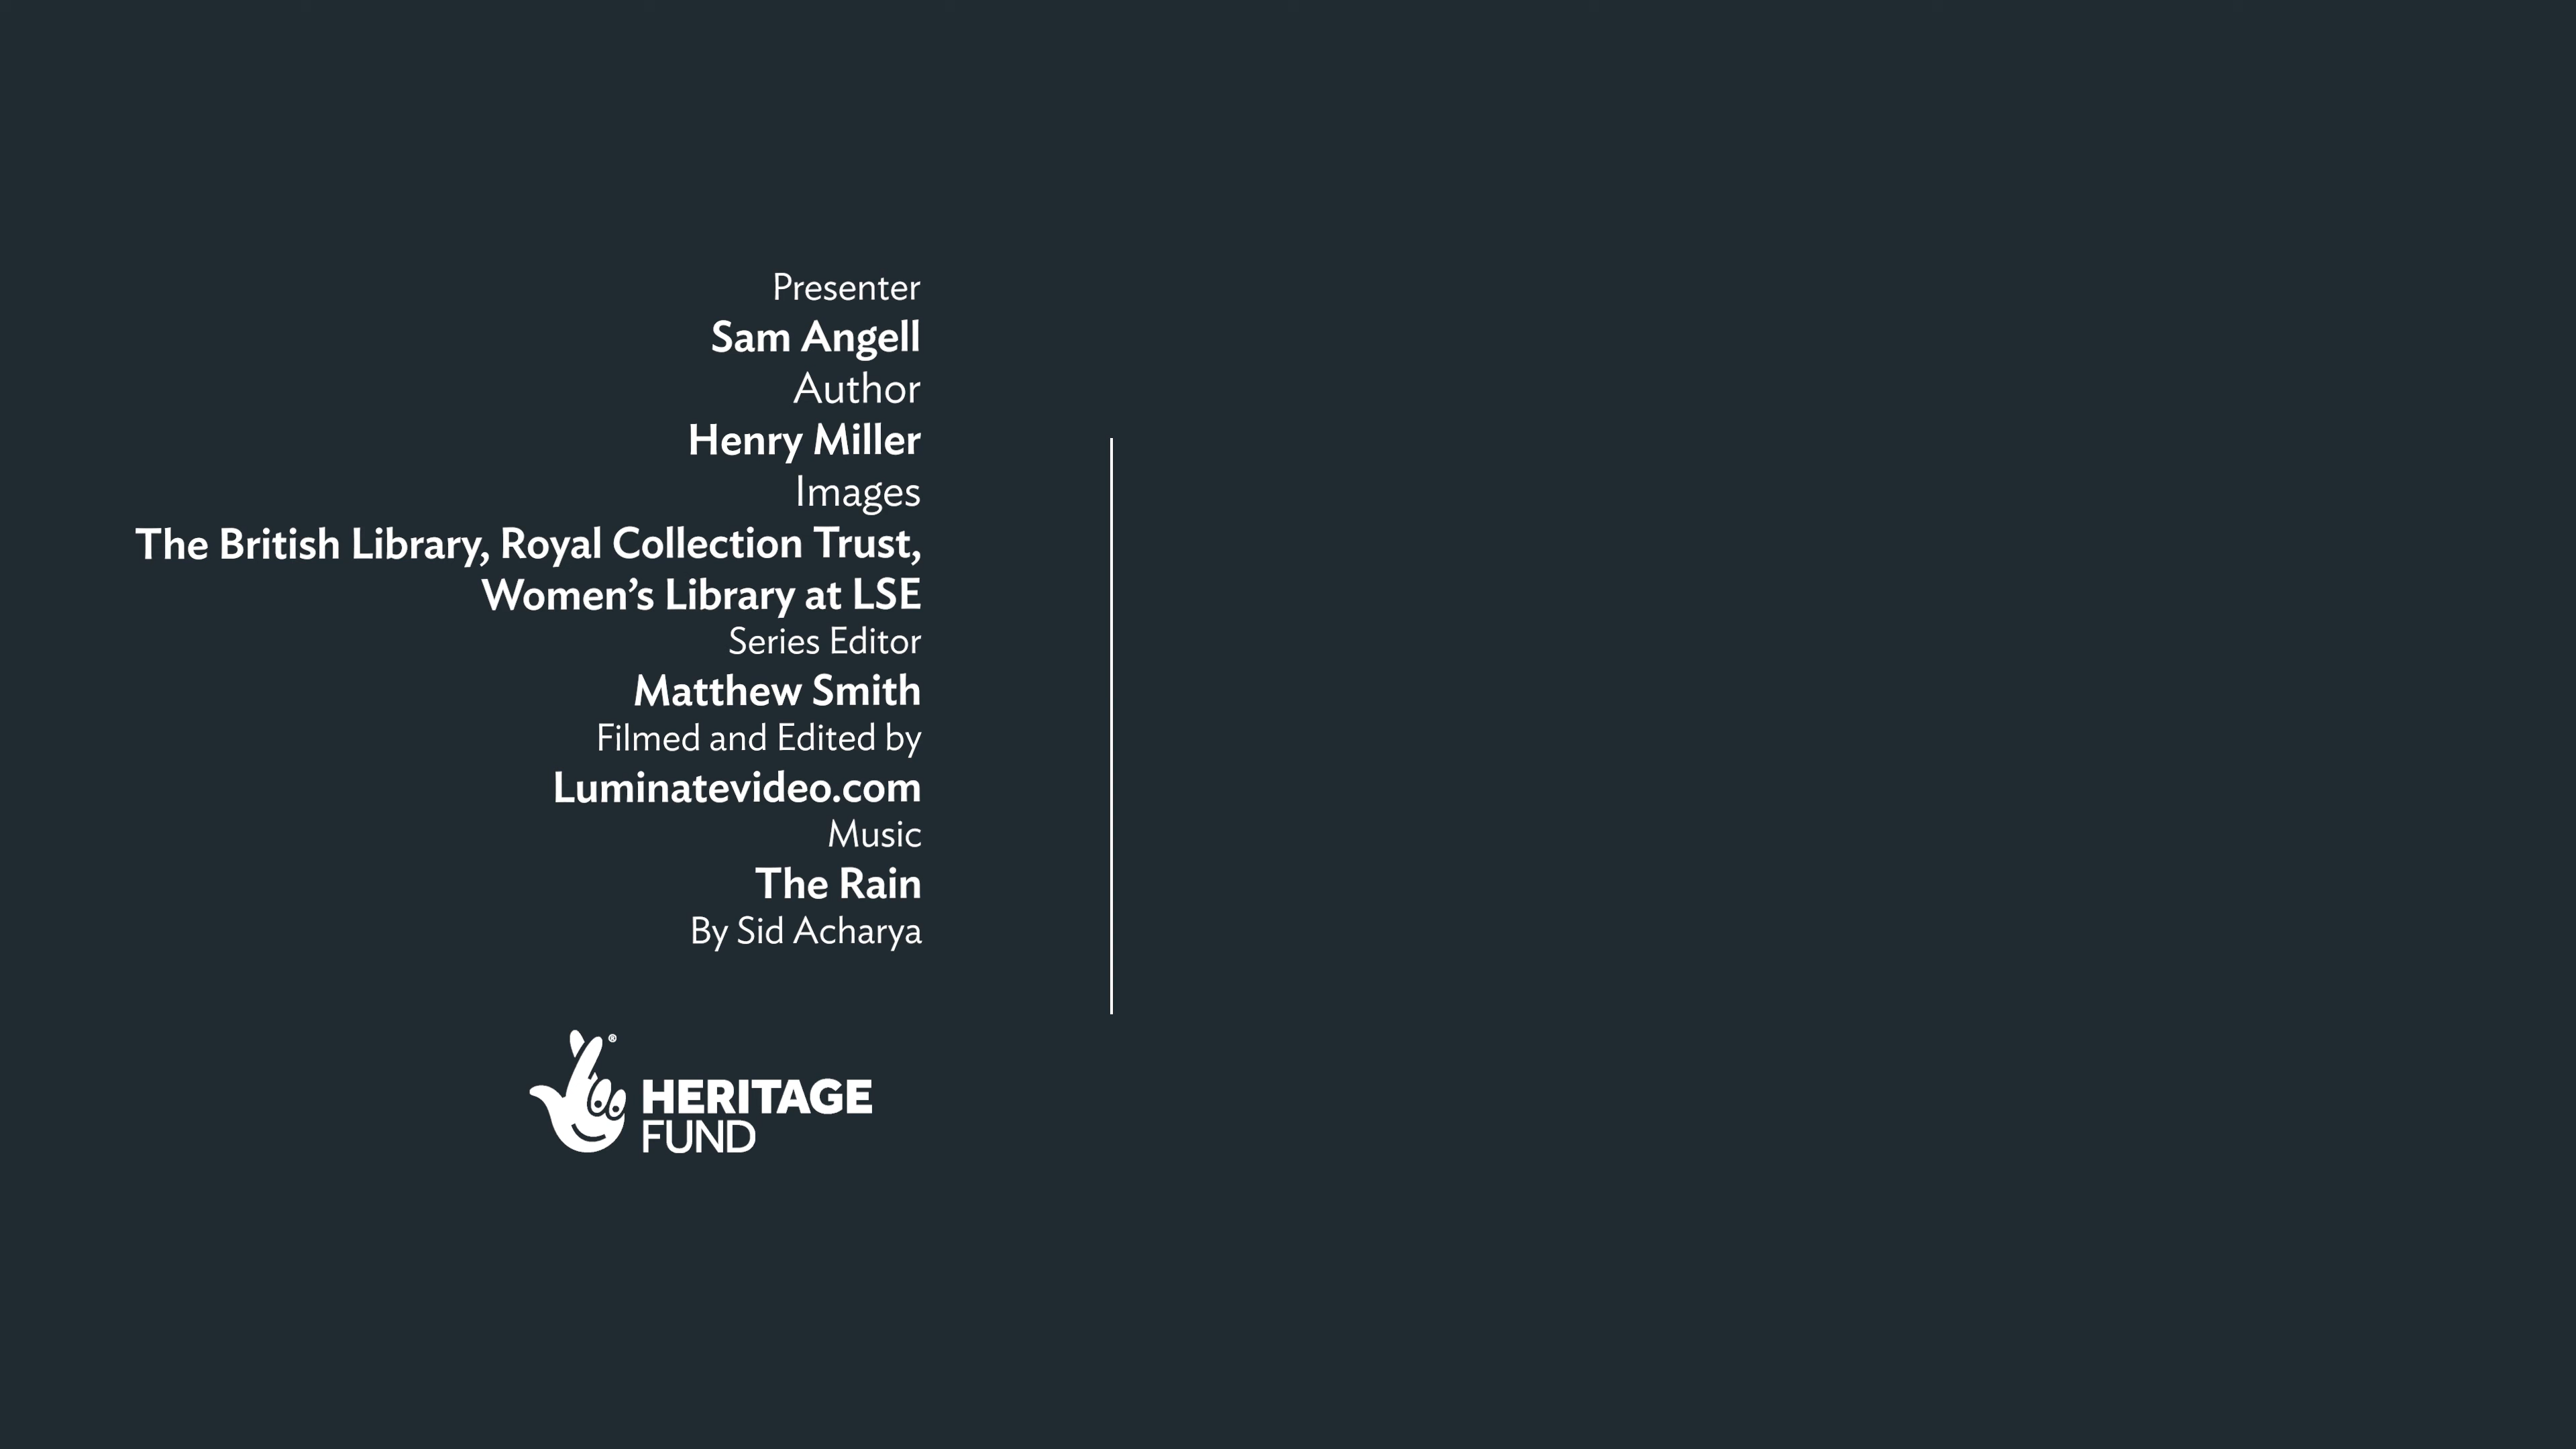 Presenter
Sam Angell
Author
Henry Miller
Images
The British Library, Royal Collection Trust,
Women’s Library at LSE
Series Editor
Matthew Smith
Filmed and Edited by
Luminatevideo.com
Music
The Rain
By Sid Acharya
®
HERITAGE
FUND